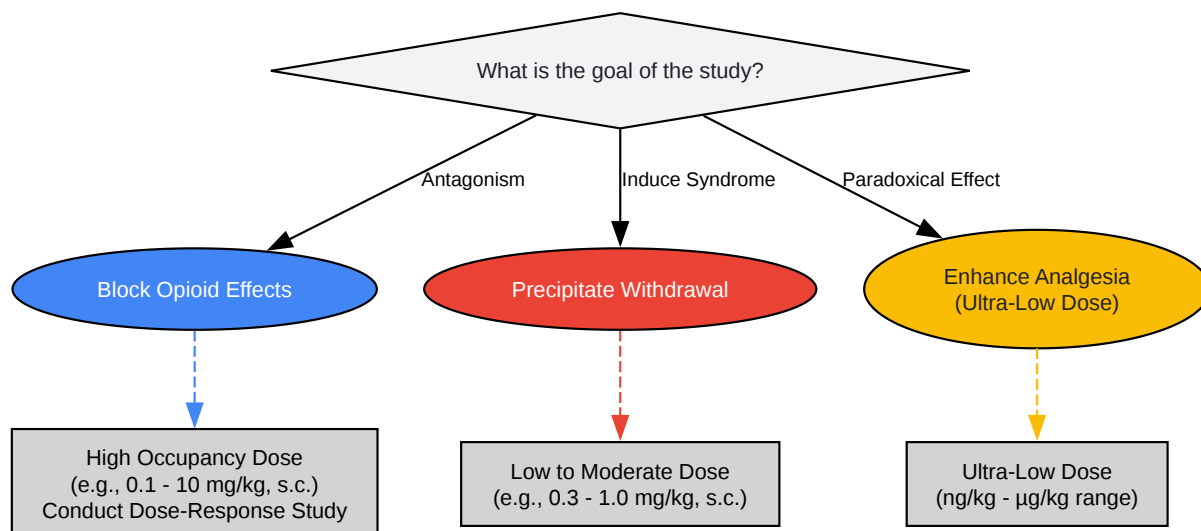 What is the goal of the study?
Antagonism
Induce Syndrome
Paradoxical Effect
Block Opioid Effects
Precipitate Withdrawal
Enhance Analgesia
(Ultra-Low Dose)
High Occupancy Dose
(e.g., 0.1 - 10 mg/kg, s.c.)
Conduct Dose-Response Study
Low to Moderate Dose
(e.g., 0.3 - 1.0 mg/kg, s.c.)
Ultra-Low Dose
(ng/kg - µg/kg range)